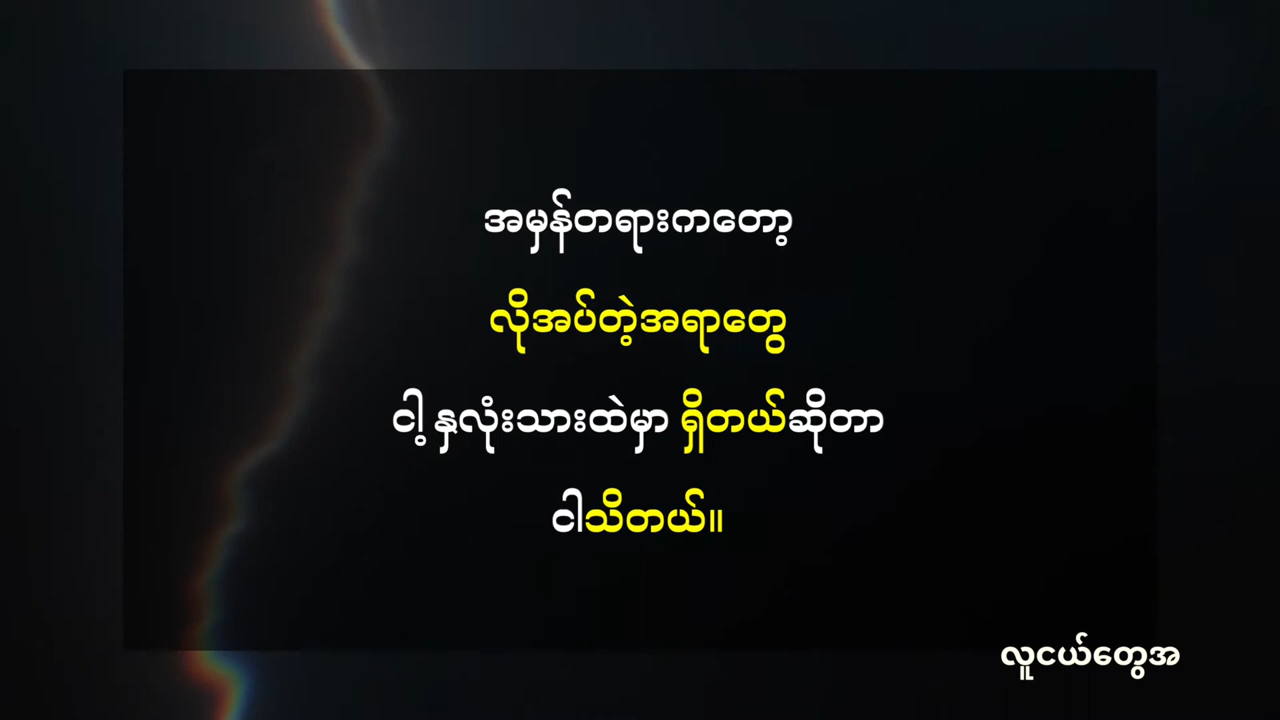 အမှန်တရားကတော့
လိုအပ်တဲ့အရာတွေ
ငါ့ နှလုံးသားထဲမှာ ရှိတယ်ဆိုတာ
ငါသိတယ်။
လူငယ်တွေအ